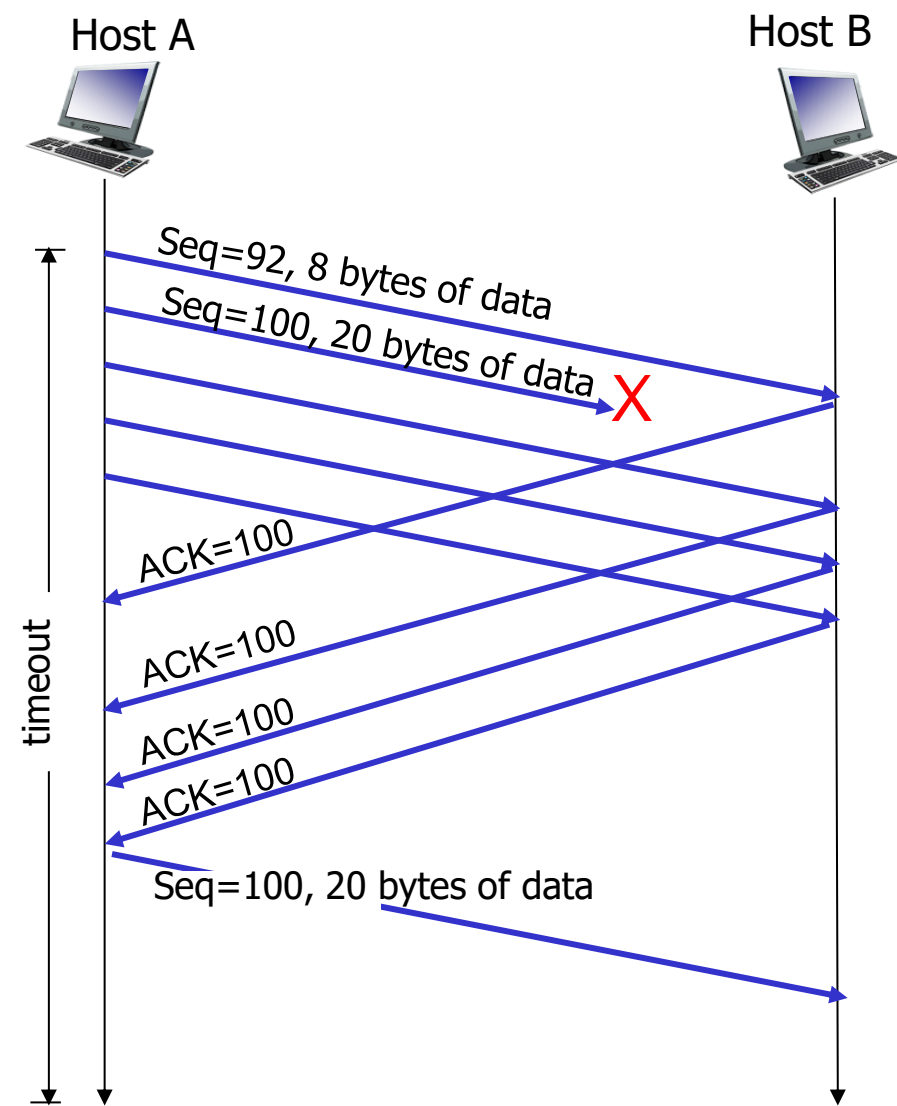 Host A
Host B
Seq=92, 8 bytes of data
Seq=100, 20 bytes of data
X
ACK=100
timeout
ACK=100
ACK=100
ACK=100
Seq=100, 20 bytes of data